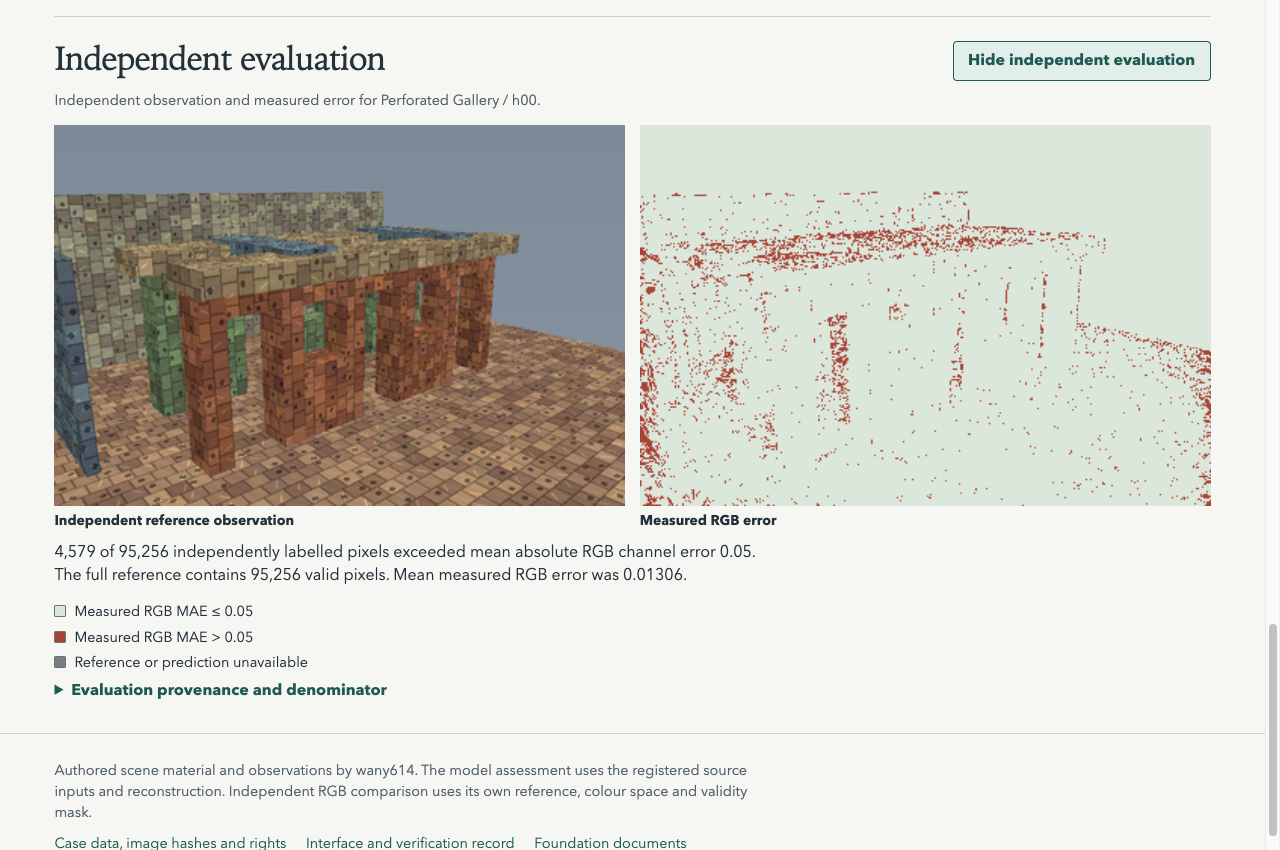 Independent evaluation
Hide independent evaluation
Independent observation and measured error for Perforated Gallery / h00.
Independent reference observation
Measured RGB error
4,579 of 95,256 independently labelled pixels exceeded mean absolute RGB channel error 0.05.
The full reference contains 95,256 valid pixels. Mean measured RGB error was 0.01306.
Measured RGB MAE ≤ 0.05
Measured RGB MAE > 0.05
Reference or prediction unavailable
Evaluation provenance and denominator
Authored scene material and observations by wany614. The model assessment uses the registered source
inputs and reconstruction. Independent RGB comparison uses its own reference, colour space and validity
mask.
Case data, image hashes and rights
Interface and verification record
Foundation documents